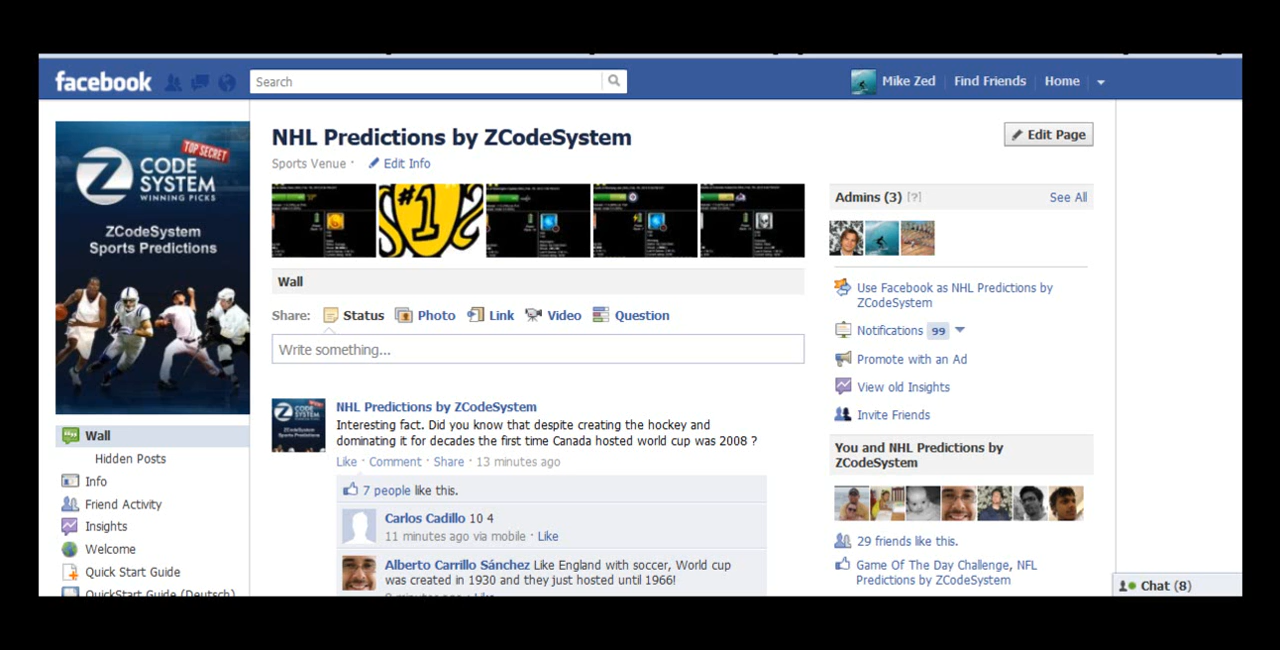 facebook
Search
Mike Zed
Find Friends
Home
TOP SECRET
Z CODE
SYSTEM
WINNING PICKS
ZCodeSystem
Sports Predictions
Wall
Hidden Posts
Info
Friend Activity
Insights
Welcome
Quick Start Guide
QuickStart Guide (Deutsch)
NHL Predictions by ZCodeSystem
Sports Venue · Edit Info
#1
Wall
Share: Status Photo Link Video Question
Write something...
NHL Predictions by ZCodeSystem
Interesting fact. Did you know that despite creating the hockey and
dominating it for decades the first time Canada hosted world cup was 2008 ?
Like · Comment · Share · 13 minutes ago
7 people like this.
Carlos Cadillo 10 4
11 minutes ago via mobile · Like
Alberto Carrillo Sánchez Like England with soccer, World cup
was created in 1930 and they just hosted until 1966!
Edit Page
Admins (3) [?]
See All
Use Facebook as NHL Predictions by
ZCodeSystem
Notifications 99
Promote with an Ad
View old Insights
Invite Friends
You and NHL Predictions by
ZCodeSystem
29 friends like this.
Game Of The Day Challenge, NFL
Predictions by ZCodeSystem
Chat (8)